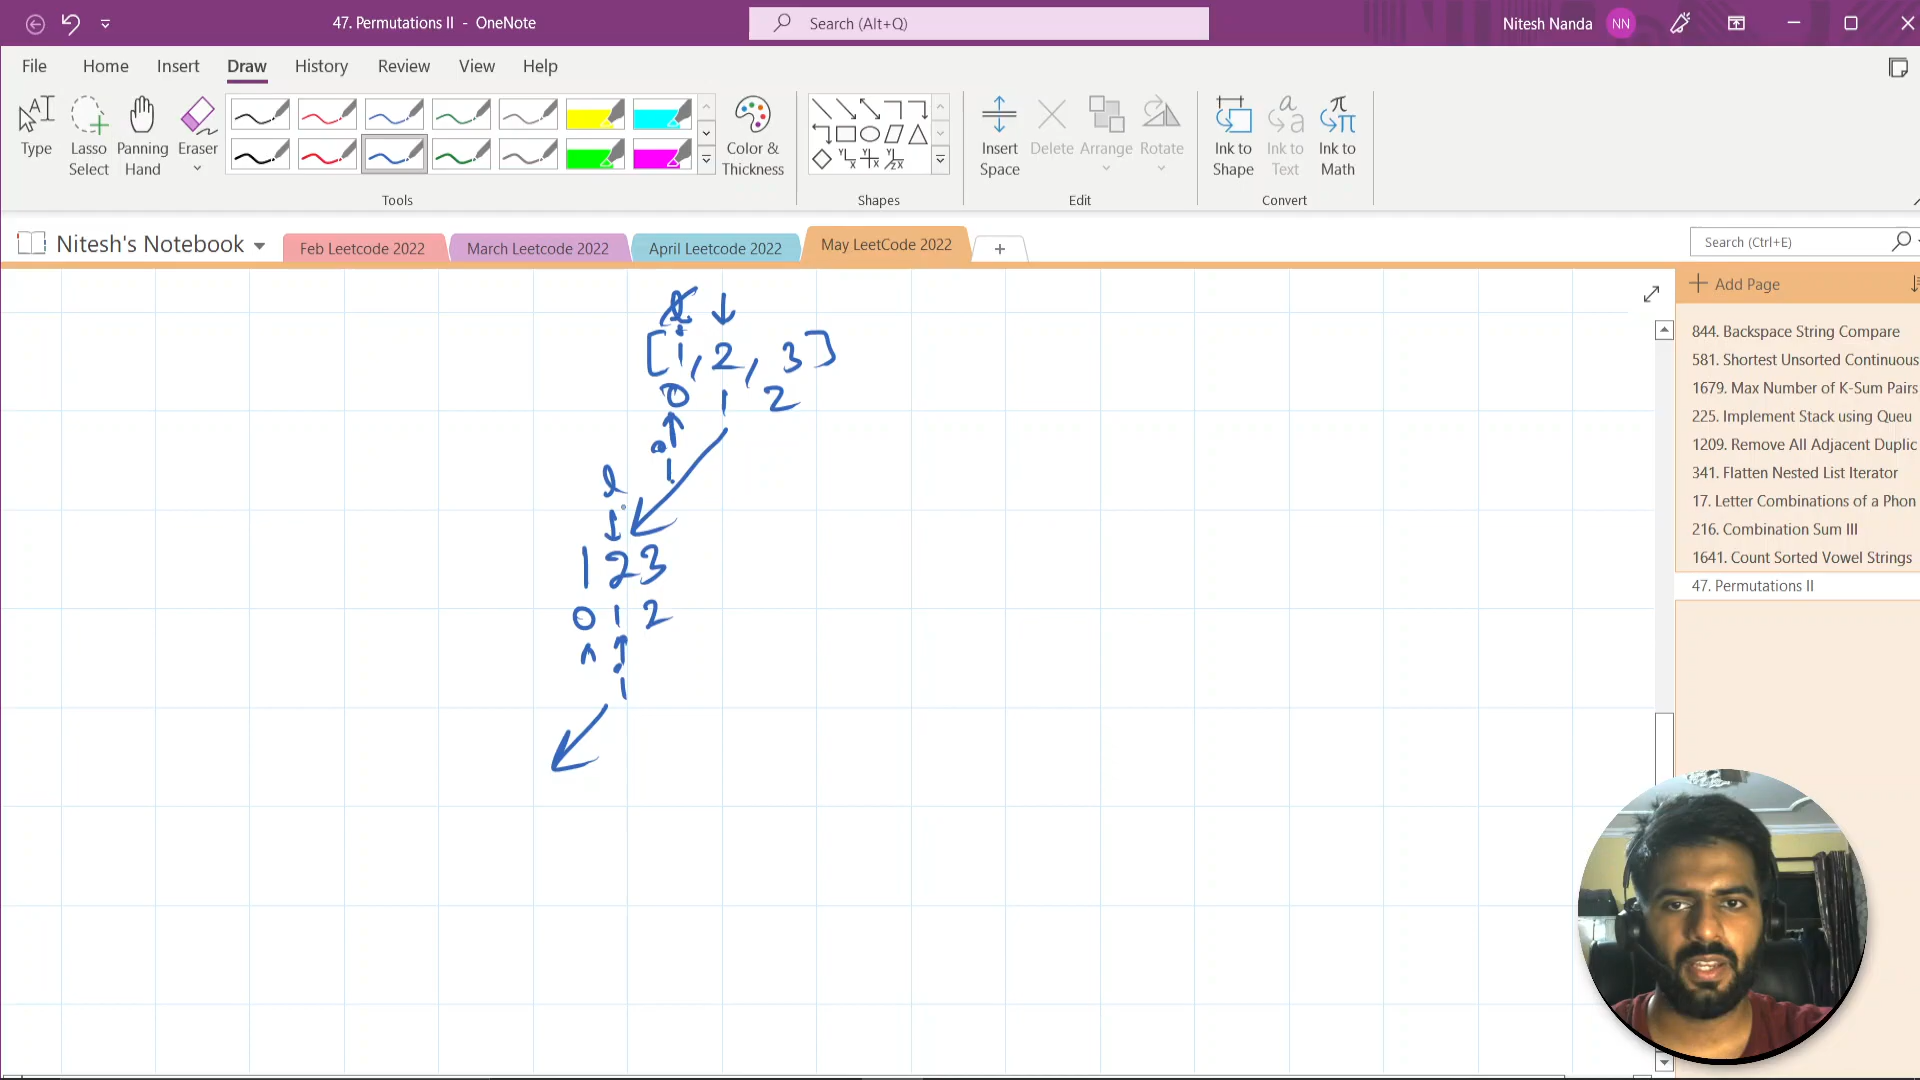 47. Permutations II - OneNote
Search (Alt+Q)
Nitesh Nanda
NN
File Home Insert Draw History Review View Help
Type
Lasso Select
Panning Hand
Eraser
Color & Thickness
Insert Space
Delete
Arrange
Rotate
Ink to Shape
Ink to Text
Ink to Math
Tools
Shapes
Edit
Convert
Nitesh's Notebook
Feb Leetcode 2022
March Leetcode 2022
April Leetcode 2022
May LeetCode 2022
Search (Ctrl+E)
Add Page
844. Backspace String Compare
581. Shortest Unsorted Continuous
1679. Max Number of K-Sum Pairs
225. Implement Stack using Queu
1209. Remove All Adjacent Duplic
341. Flatten Nested List Iterator
17. Letter Combinations of a Phon
216. Combination Sum III
1641. Count Sorted Vowel Strings
47. Permutations II
[1, 2, 3]
0 1 2
i
l
1 2 3
0 1 2
i